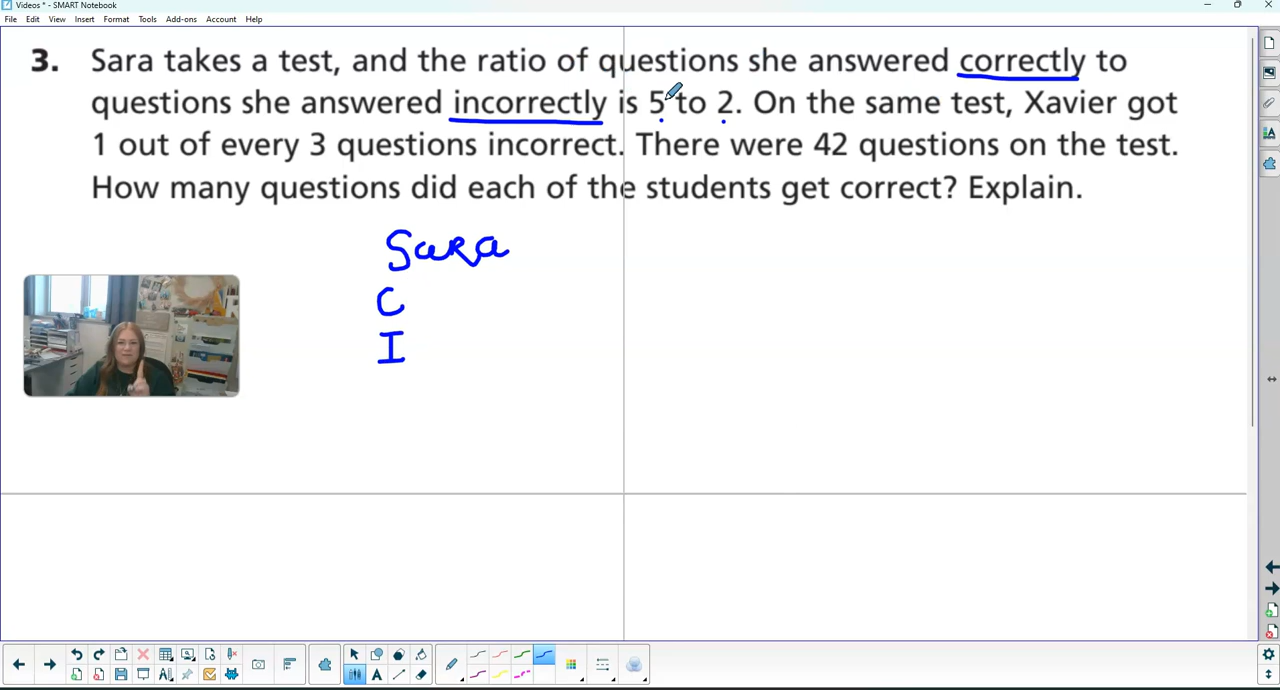 Videos * - SMART Notebook
File Edit View Insert Format Tools Add-ons Account Help
3. Sara takes a test, and the ratio of questions she answered correctly to
questions she answered incorrectly is 5 to 2. On the same test, Xavier got
1 out of every 3 questions incorrect. There were 42 questions on the test.
How many questions did each of the students get correct? Explain.
Sara
C
I